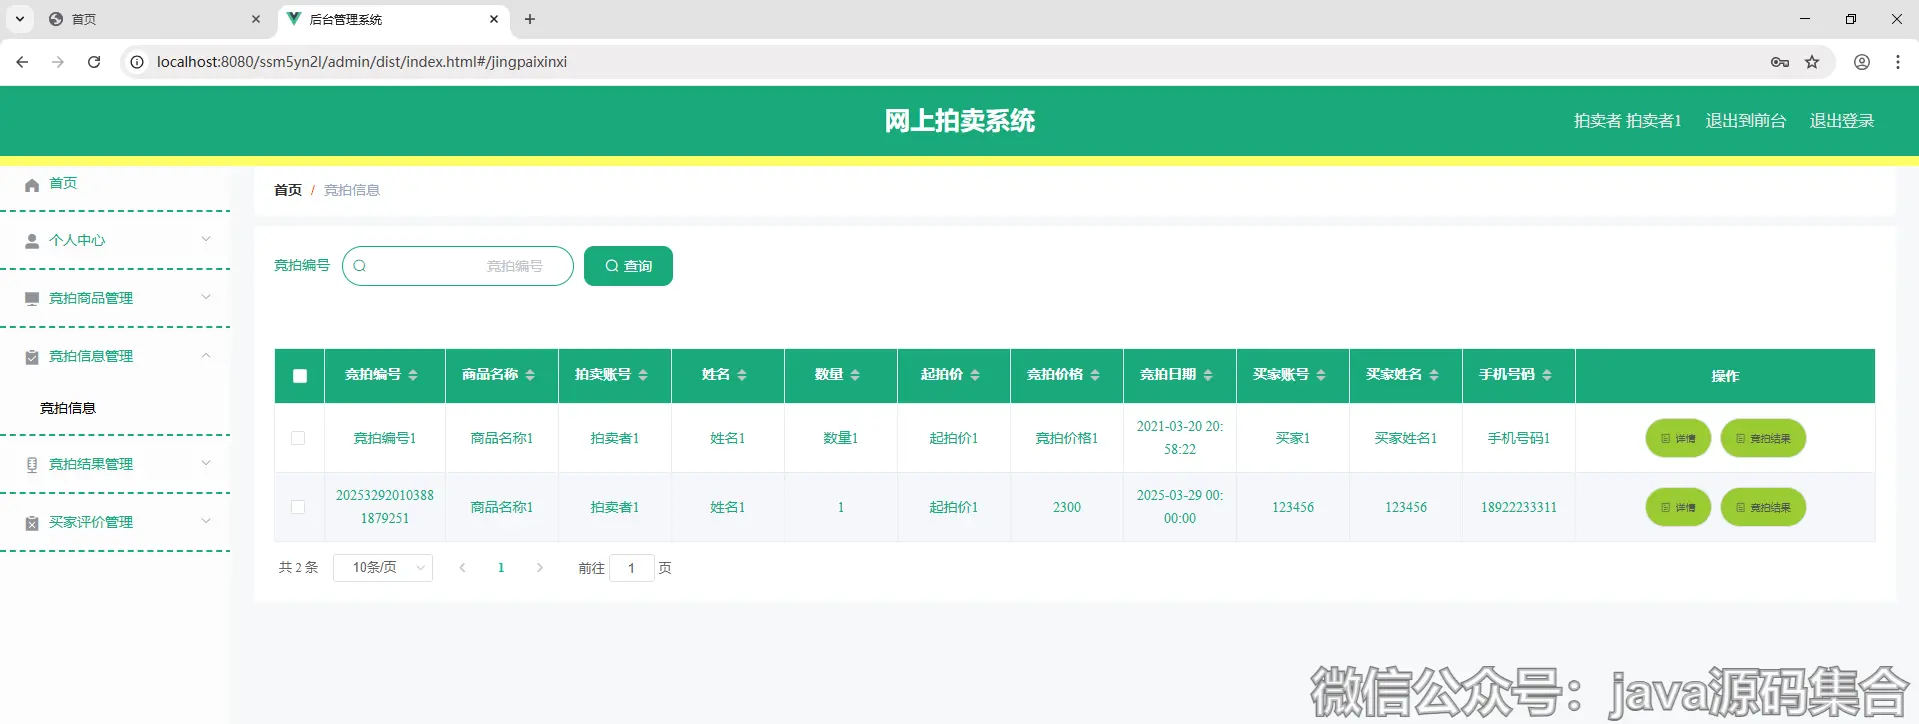 首页
后台管理系统
localhost:8080/ssm5yn2l/admin/dist/index.html#/jingpaixinxi
网上拍卖系统
拍卖者 拍卖者1 退出到前台 退出登录
首页
个人中心
竞拍商品管理
竞拍信息管理
竞拍信息
竞拍结果管理
买家评价管理
首页 / 竞拍信息
竞拍编号 竞拍编号 查询
竞拍编号 商品名称 拍卖账号 姓名 数量 起拍价 竞拍价格 竞拍日期 买家账号 买家姓名 手机号码 操作
竞拍编号1 商品名称1 拍卖者1 姓名1 数量1 起拍价1 竞拍价格1 2021-03-20 20:58:22 买家1 买家姓名1 手机号码1 详情 竞拍结果
202532920103881879251 商品名称1 拍卖者1 姓名1 1 起拍价1 2300 2025-03-29 00:00:00 123456 123456 18922233311 详情 竞拍结果
共 2 条 10条/页 1 前往 1 页
微信公众号：java源码集合